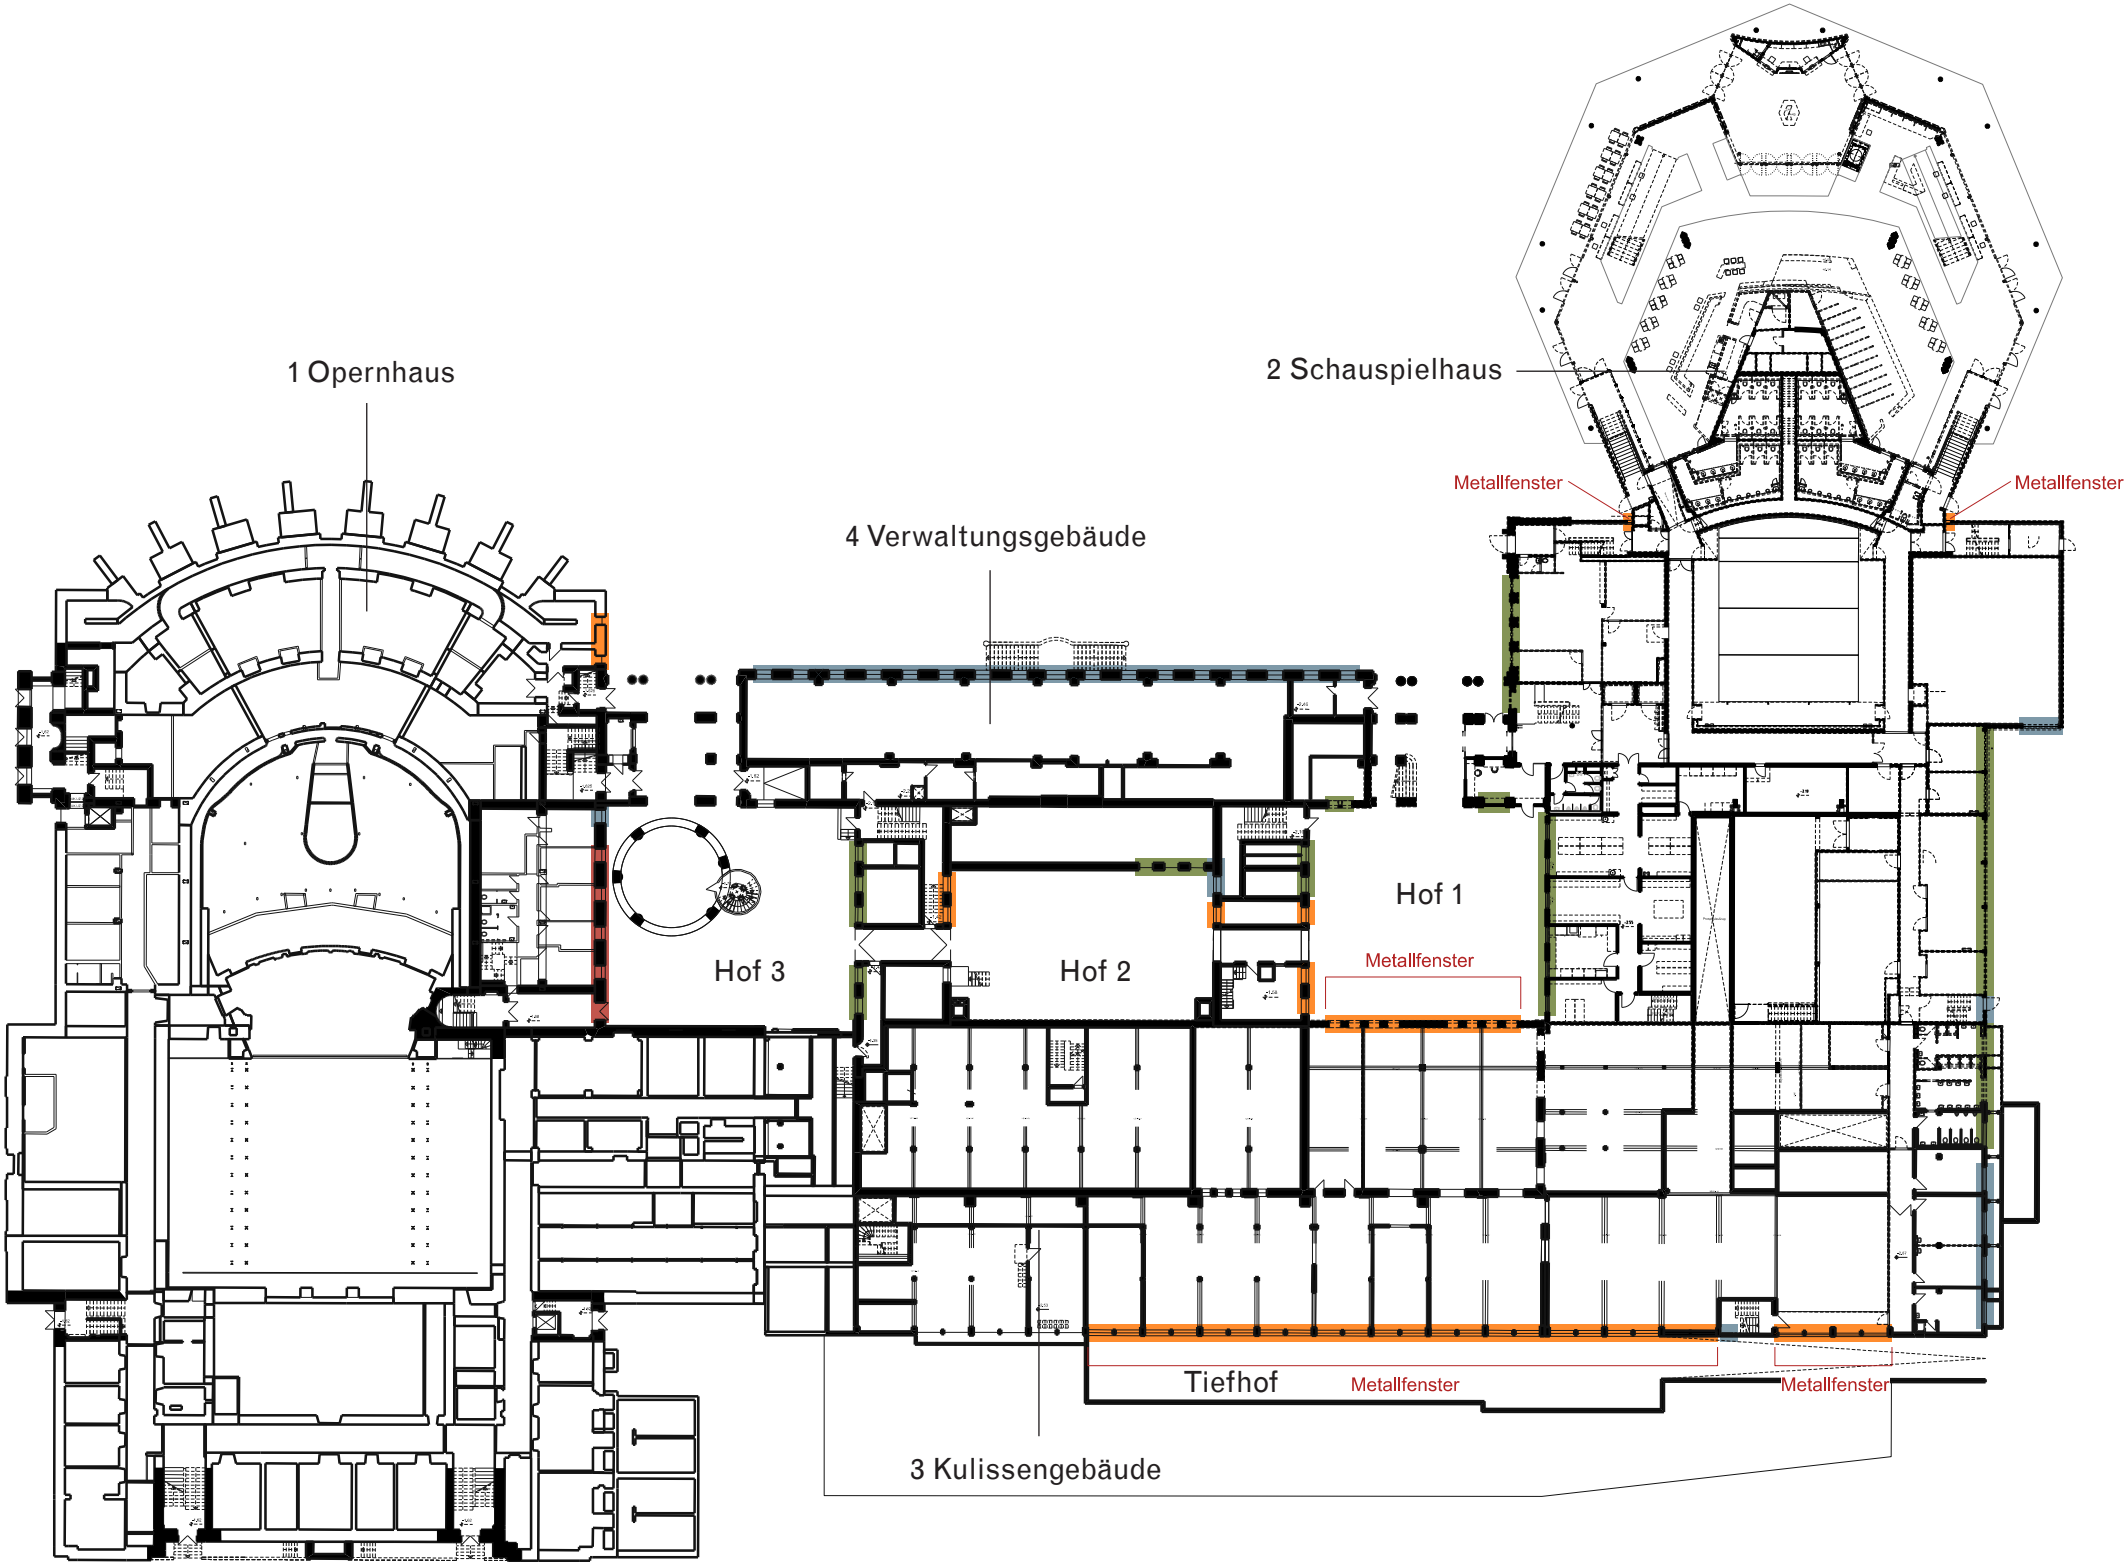 1 Opernhaus
2 Schauspielhaus
Metallfenster
Metallfenster
4 Verwaltungsgebäude
Hof 1
Metallfenster
Hof 3
Hof 2
Tiefhof
Metallfenster
Metallfenster
3 Kulissengebäude